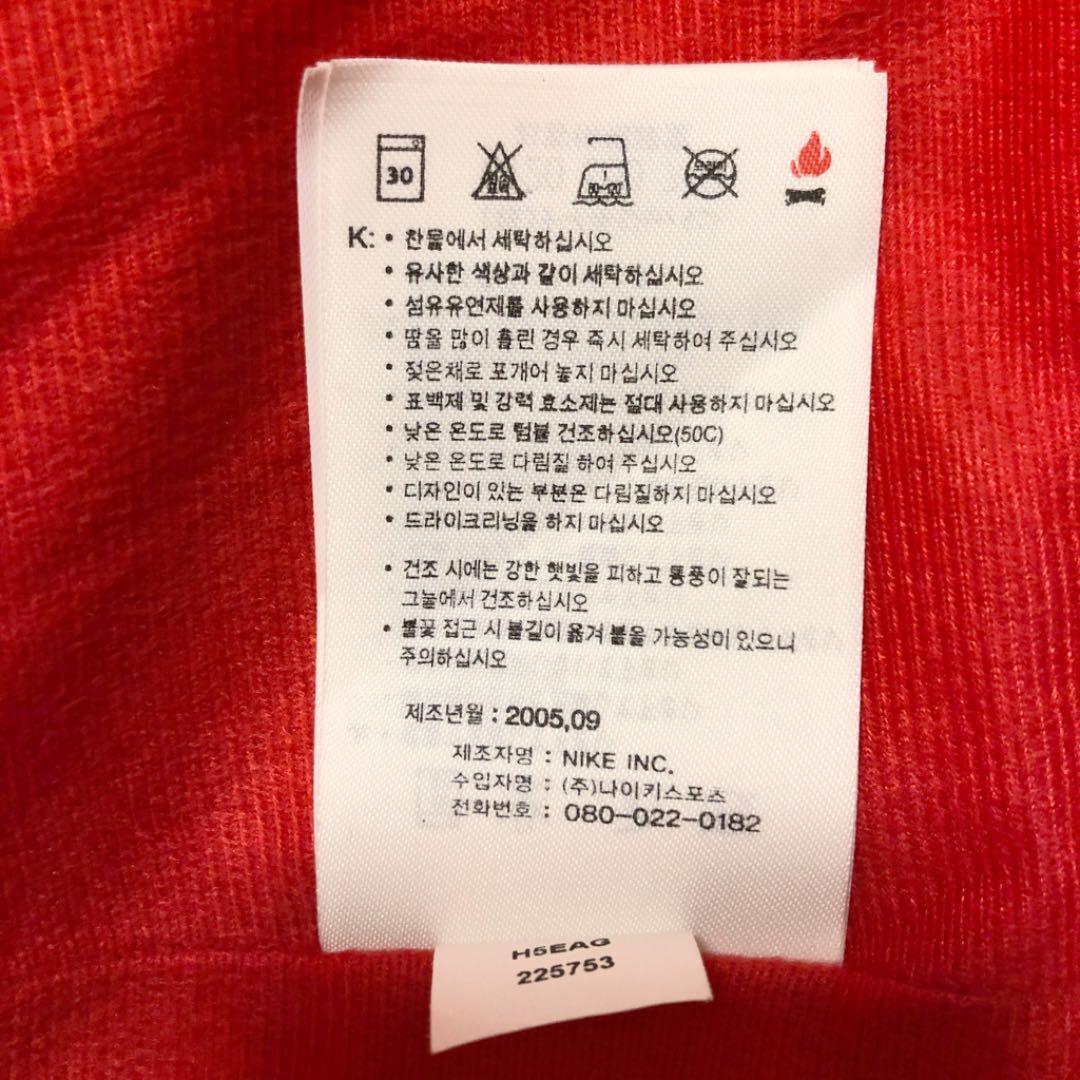 30
80~120
K: • 찬물에서 세탁하십시오
• 유사한 색상과 같이 세탁하십시오
• 섬유유연제를 사용하지 마십시오
• 땀을 많이 흘린 경우 즉시 세탁하여 주십시오
• 젖은채로 포개어 놓지 마십시오
• 표백제 및 강력 효소제는 절대 사용하지 마십시오
• 낮은 온도로 텀블 건조하십시오(50C)
• 낮은 온도로 다림질 하여 주십시오
• 디자인이 있는 부분은 다림질하지 마십시오
• 드라이크리닝을 하지 마십시오
• 건조 시에는 강한 햇빛을 피하고 통풍이 잘되는
그늘에서 건조하십시오
• 불꽃 접근 시 불길이 옮겨 붙을 가능성이 있으니
주의하십시오
제조년월 : 2005,09
제조자명 : NIKE INC.
수입자명 : (주)나이키스포츠
전화번호 : 080-022-0182
H5EAG
225753